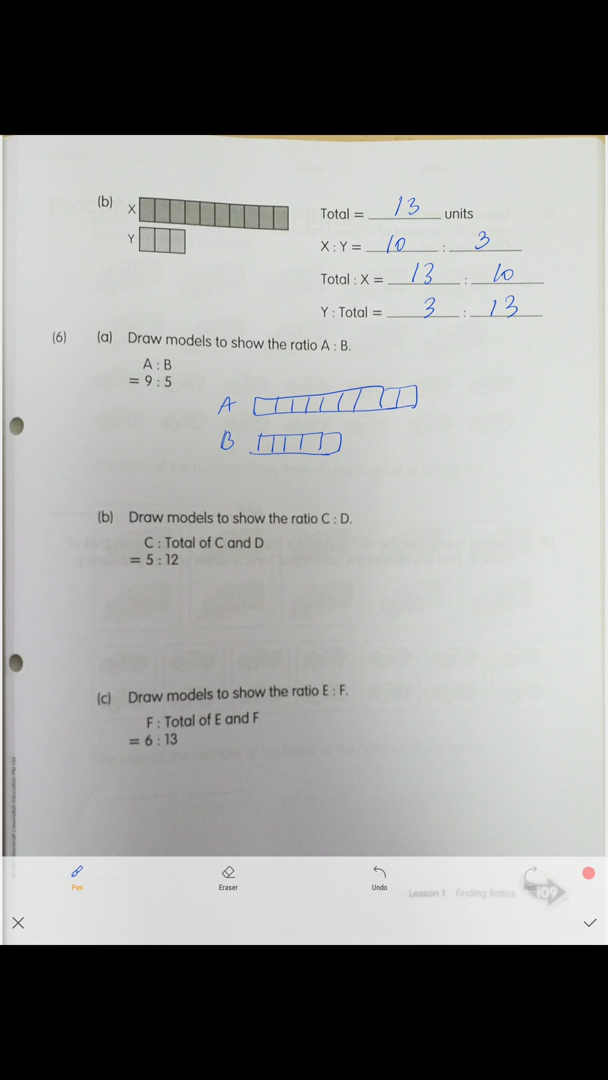 (b) X Total = 13 units
Y X : Y = 10 : 3
Total : X = 13 : 10
Y : Total = 3 : 13
(6) (a) Draw models to show the ratio A : B.
A : B
= 9 : 5
A
B
(b) Draw models to show the ratio C : D.
C : Total of C and D
= 5 : 12
(c) Draw models to show the ratio E : F.
F : Total of E and F
= 6 : 13
Pen
Eraser
Undo
Lesson 1 Finding Ratios 109